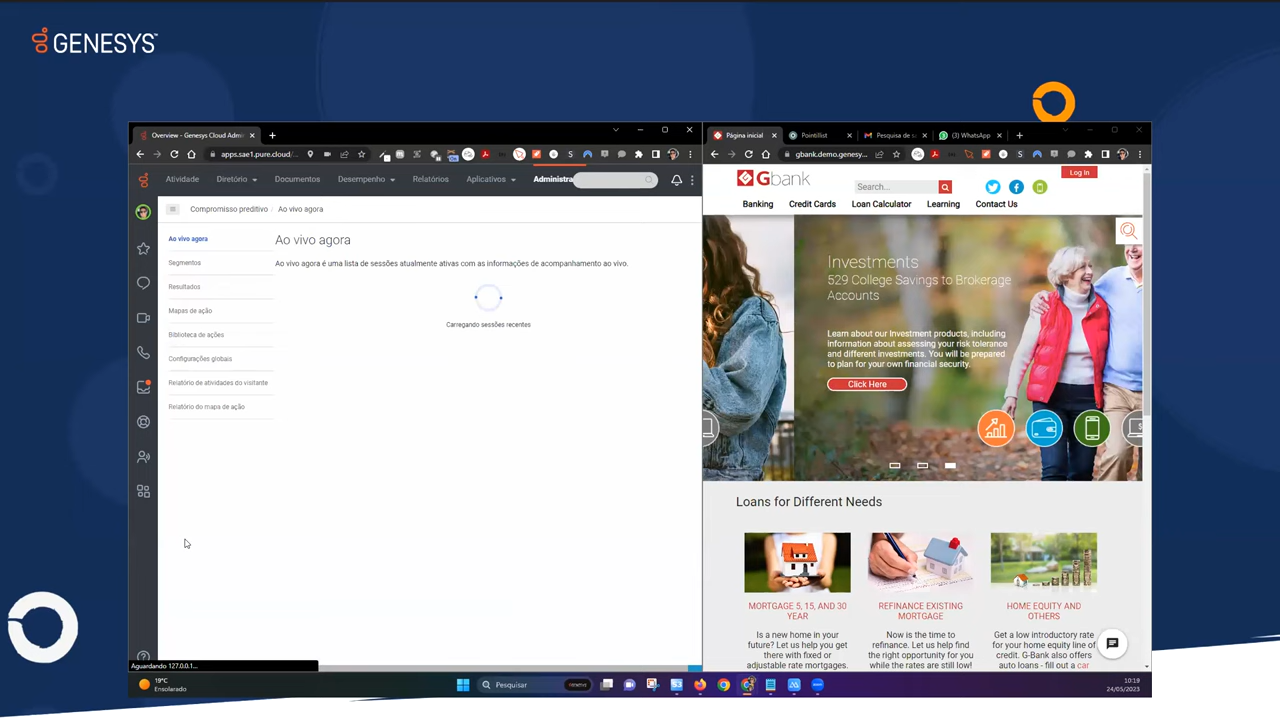 GENESYS™
Overview - Genesys Cloud Admi
apps.sae1.pure.cloud/
Atividade
Diretório
Documentos
Desempenho
Relatórios
Aplicativos
Administra
Compromisso preditivo / Ao vivo agora
Ao vivo agora
Segmentos
Resultados
Mapas de ação
Biblioteca de ações
Configurações globais
Relatório de atividades do visitante
Relatório do mapa de ação
Ao vivo agora
Ao vivo agora é uma lista de sessões atualmente ativas com as informações de acompanhamento ao vivo.
Carregando sessões recentes
Aguardando 127.0.0.1...
Página inicial
Pointillist
Pesquisa de sa
(3) WhatsApp
gbank.demo.genesy...
Gbank
Search...
Log In
Banking
Credit Cards
Loan Calculator
Learning
Contact Us
Investments
529 College Savings to Brokerage
Accounts
Learn about our Investment products, including
information about assessing your risk tolerance
and different investments. You will be prepared
to plan for your own financial security.
Click Here
Loans for Different Needs
MORTGAGE 5, 15, AND 30
YEAR
Is a new home in your
future? Let us help you get
there with fixed or
adjustable rate mortgages.
REFINANCE EXISTING
MORTGAGE
Now is the time to
refinance. Let us help find
the right opportunity for you
while the rates are still low!
HOME EQUITY AND
OTHERS
Get a low introductory rate
for your home equity line of
credit. G-Bank also offers
auto loans - fill out a car
19°C
Ensolarado
Pesquisar
10:19
24/05/2023